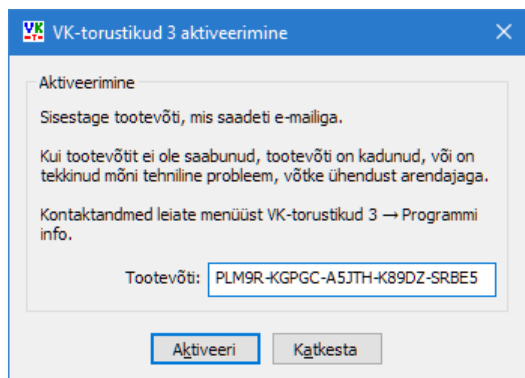 VK-torustikud 3 aktiveerimine
Aktiveerimine
Sisestage tootevõti, mis saadeti e-mailiga.
Kui tootevõtit ei ole saabunud, tootevõti on kadunud, või on
tekkinud mõni tehniline probleem, võtke ühendust arendajaga.
Kontaktandmed leiate menüüst VK-torustikud 3 → Programmi
info.
Tootevõti: PLM9R-KGPGC-A5JTH-K89DZ-SRBE5
Aktiveeri Katkesta